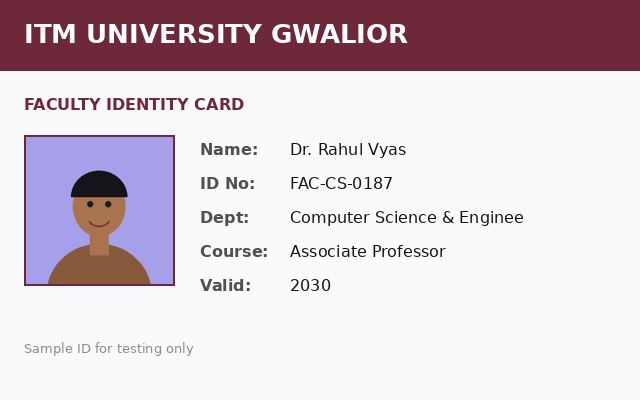 ITM UNIVERSITY GWALIOR
FACULTY IDENTITY CARD
Name: Dr. Rahul Vyas
ID No: FAC-CS-0187
Dept: Computer Science & Enginee
Course: Associate Professor
Valid: 2030
Sample ID for testing only